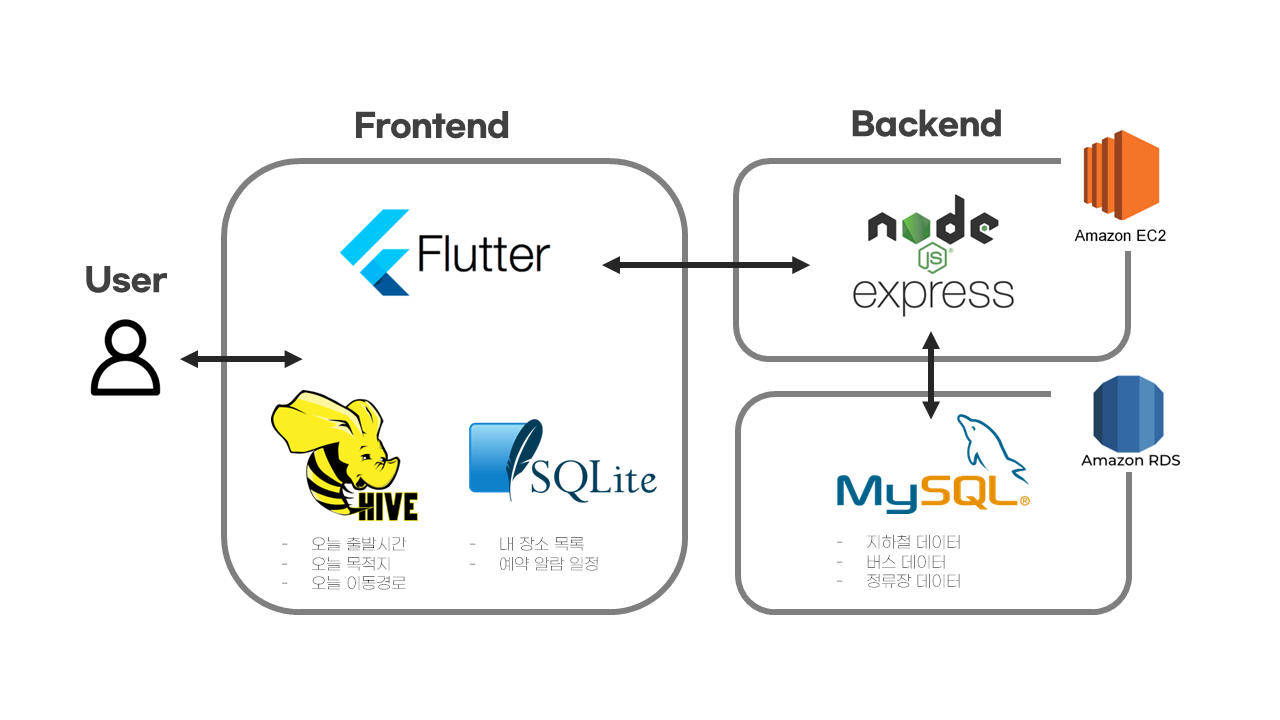 Frontend
Backend
User
Flutter
node
JS
express
Amazon EC2
HIVE
SQLite
- 오늘 출발시간
- 오늘 목적지
- 오늘 이동경로
- 내 장소 목록
- 예약 알람 일정
Amazon RDS
MySQL®
- 지하철 데이터
- 버스 데이터
- 정류장 데이터